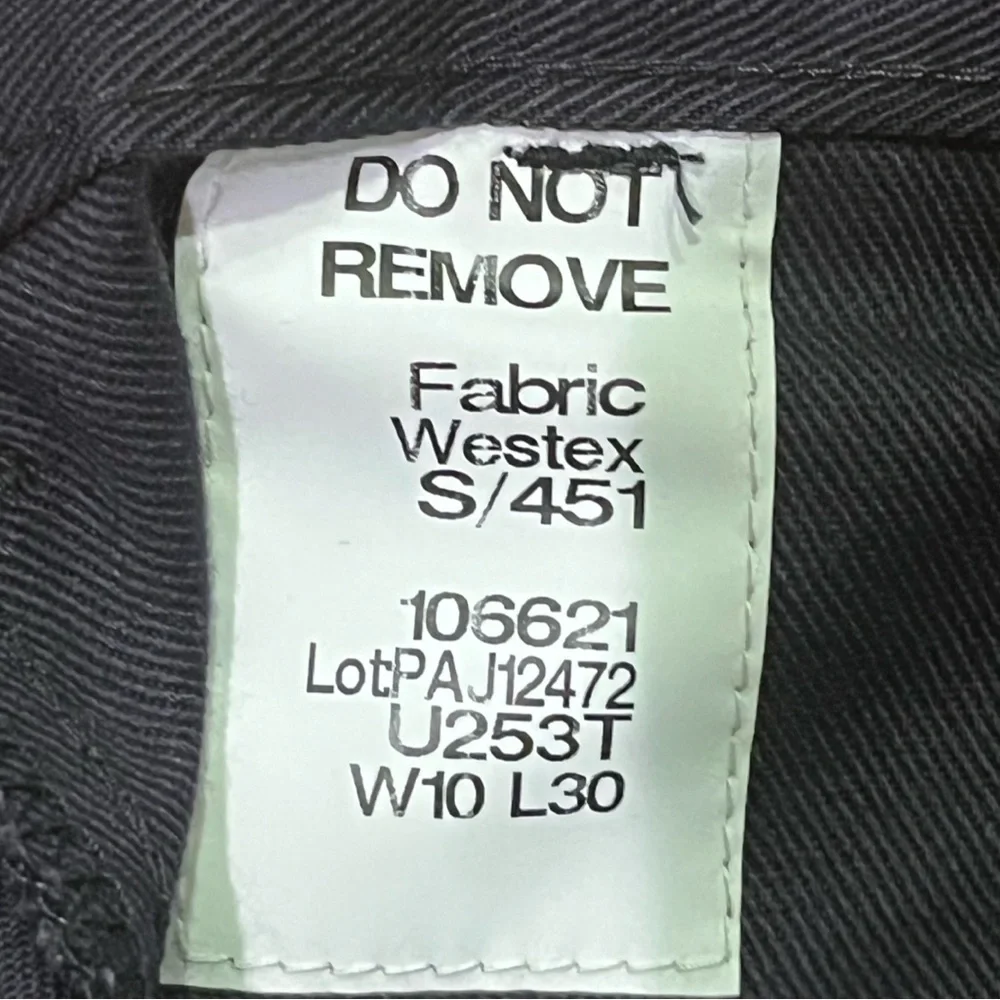 DO NOT
REMOVE
Fabric
Westex
S/451
106621
LotPAJ12472
U253T
W10 L30